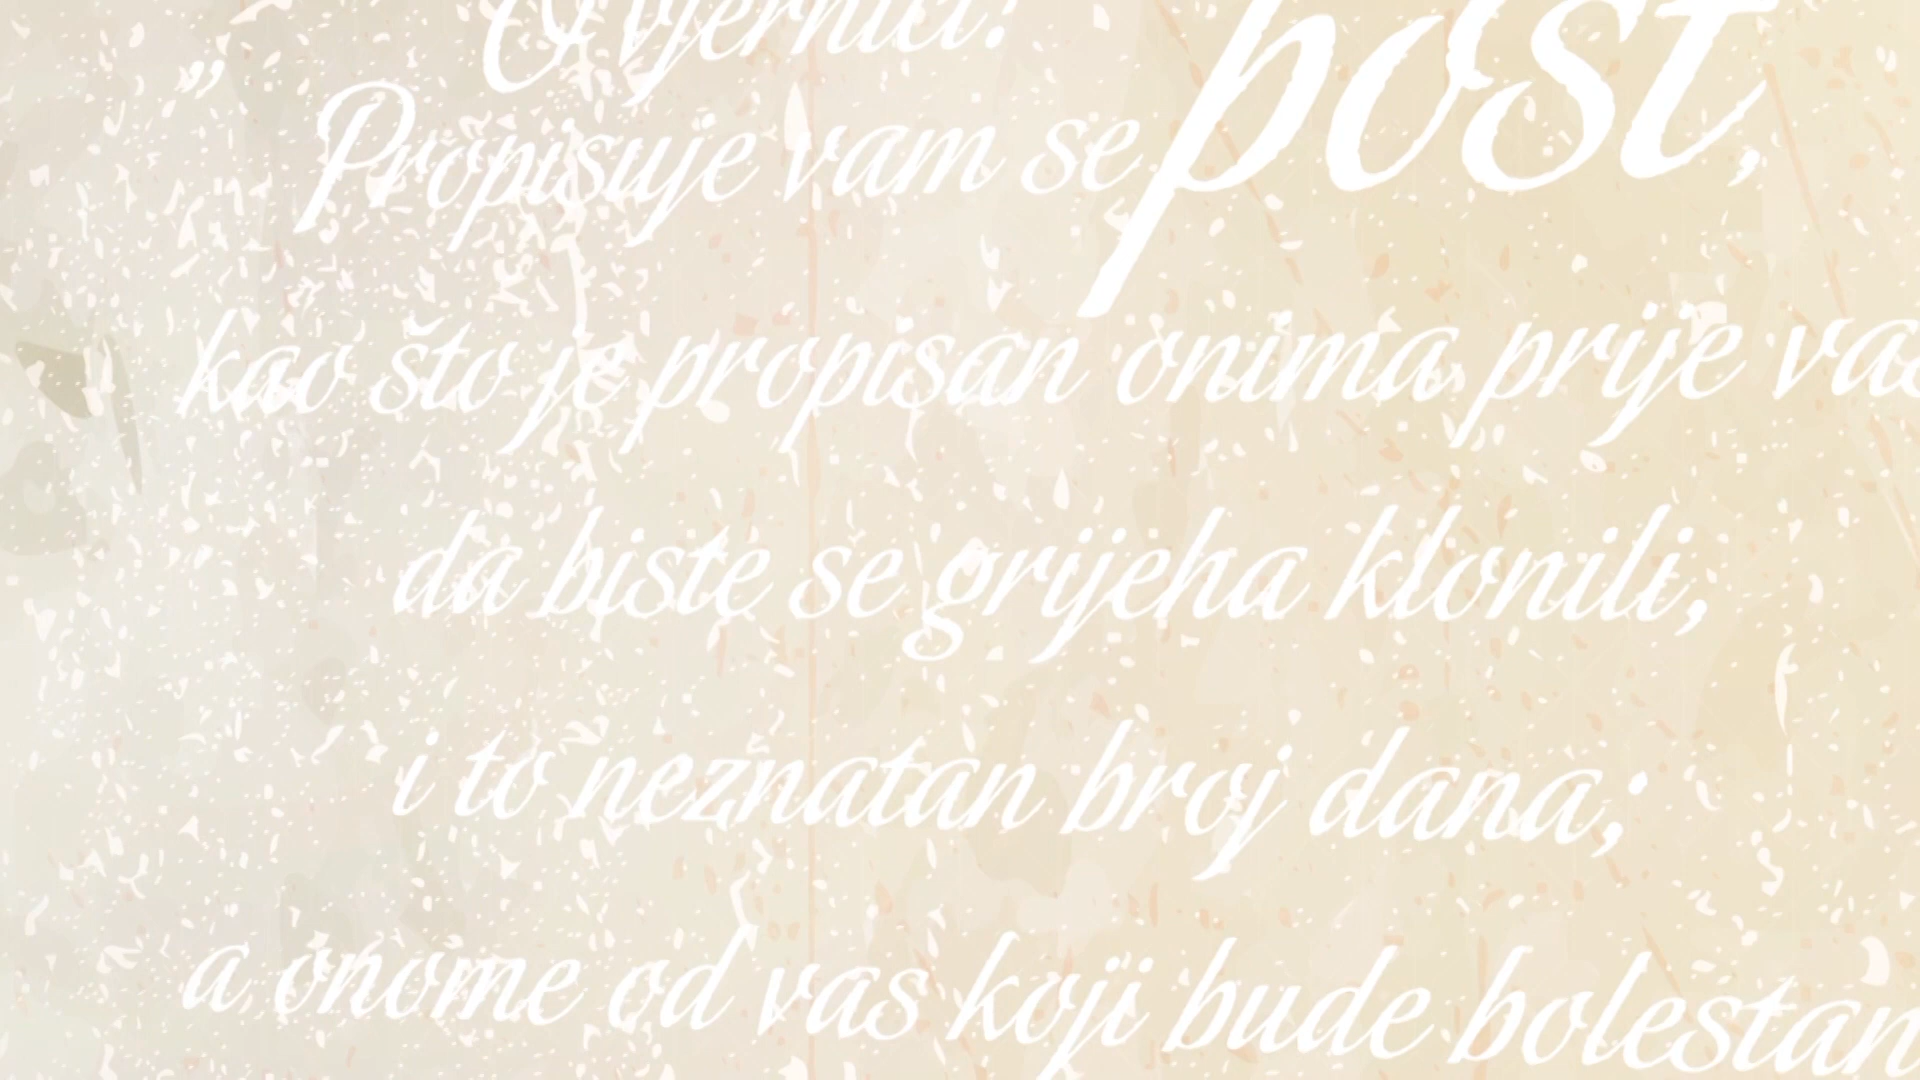 O vjernici!
„Propisuje vam se post,
kao što je propisan onima prije vas
da biste se grijeha klonili,
i to neznatan broj dana;
a onome od vas koji bude bolestan